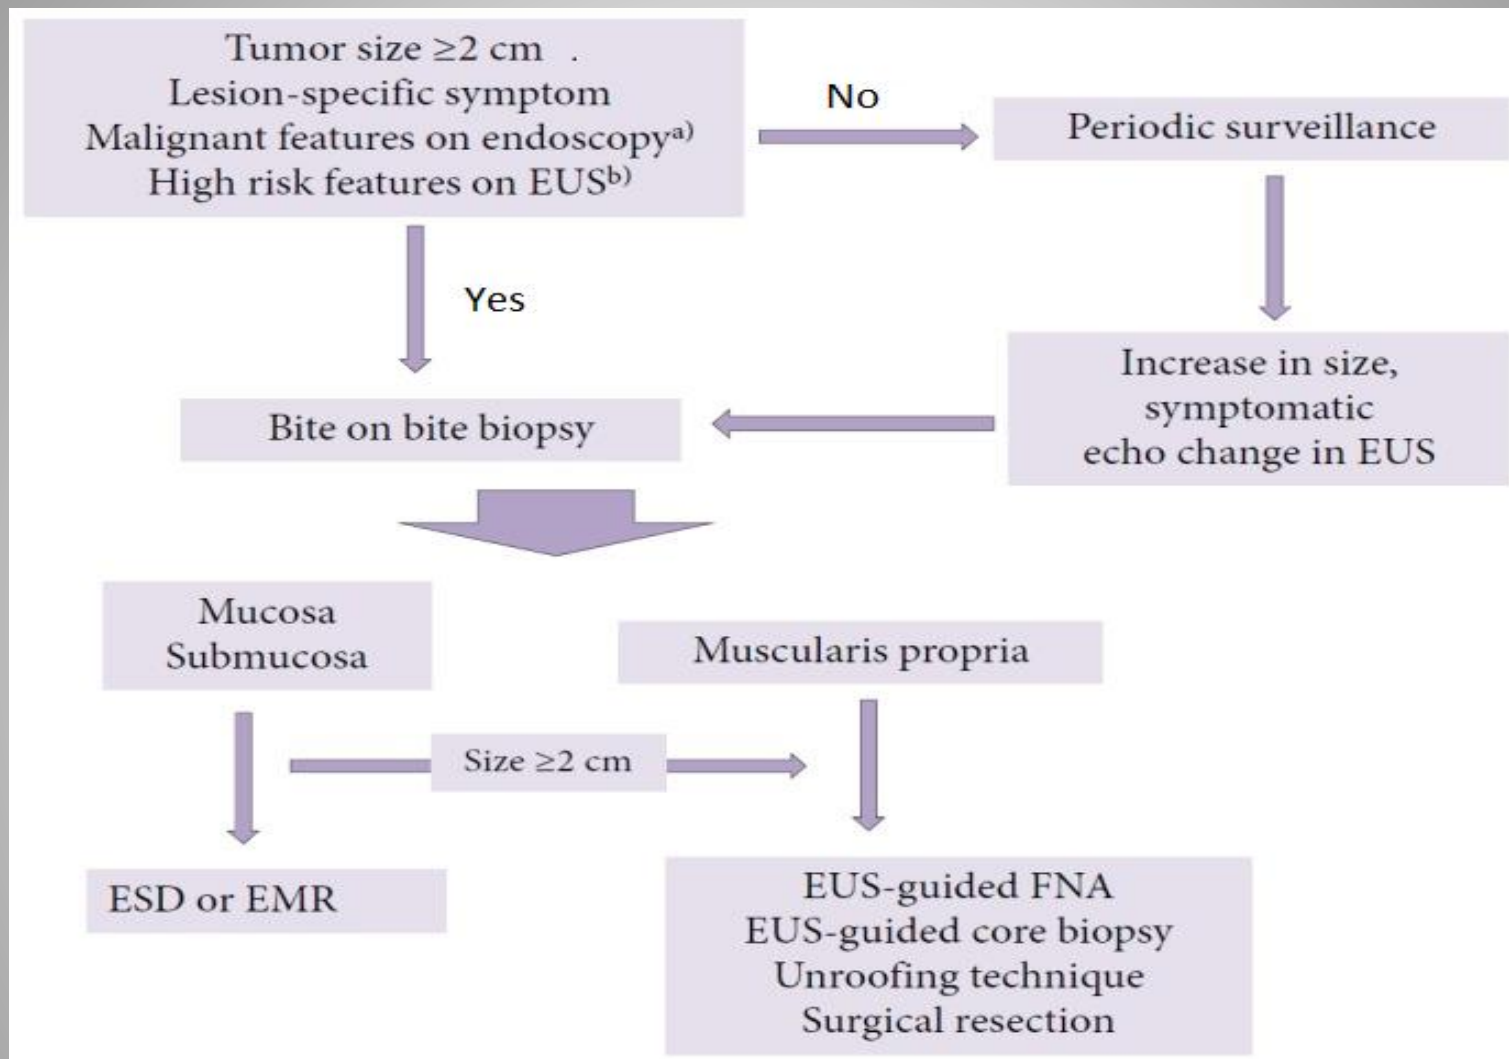 Tumor size ≥2 cm .
Lesion-specific symptom
Malignant features on endoscopyᵃ⁾
High risk features on EUSᵇ⁾
No
Periodic surveillance
Yes
Increase in size,
symptomatic
echo change in EUS
Bite on bite biopsy
Mucosa
Submucosa
Muscularis propria
Size ≥2 cm
ESD or EMR
EUS-guided FNA
EUS-guided core biopsy
Unroofing technique
Surgical resection